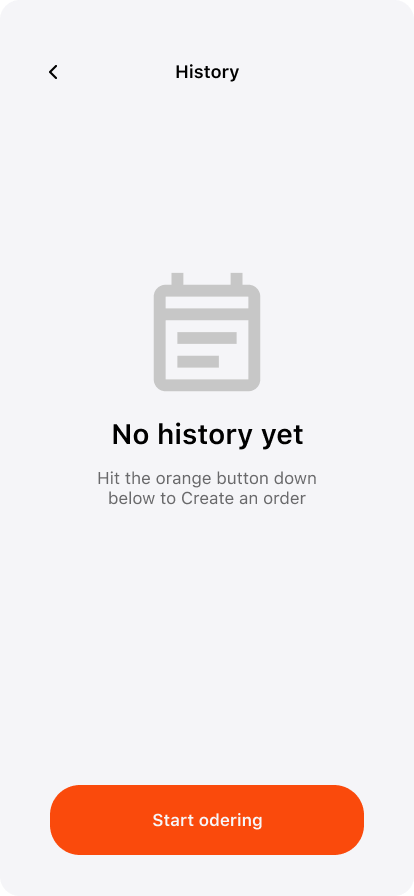 History
No history yet
Hit the orange button down
below to Create an order
Start odering